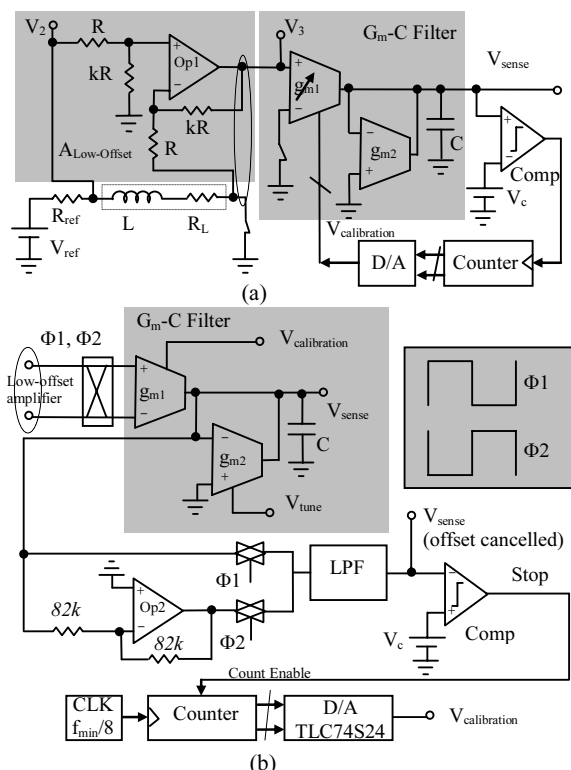 V2
R
+
Op1
−
kR
kR
R
ALow-Offset
Rref
Vref
L
RL
V3
Gm-C Filter
+
gm1
−
−
gm2
+
C
Vsense
+
−
Comp
Vc
Vcalibration
D/A
Counter
(a)
Gm-C Filter
Φ1, Φ2
Low-offset
amplifier
+
gm1
−
Vcalibration
Vsense
−
gm2
+
C
Vtune
Φ1
Φ2
Vsense
(offset cancelled)
Stop
Φ1
LPF
−
+
Comp
Vc
+
Op2
−
82k
82k
Φ2
Count Enable
CLK
fmin/8
Counter
D/A
TLC74S24
Vcalibration
(b)